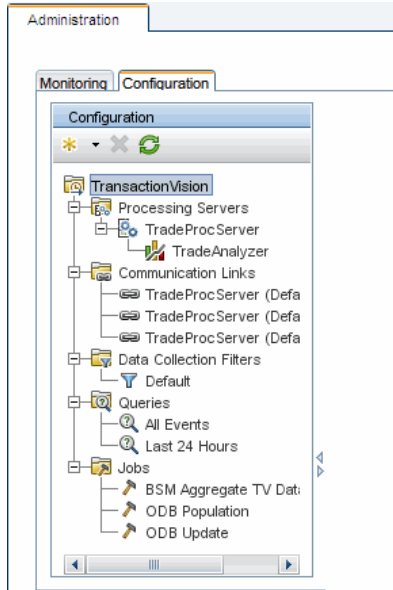 Administration
Monitoring Configuration
Configuration
TransactionVision
Processing Servers
TradeProcServer
TradeAnalyzer
Communication Links
TradeProcServer (Defa
TradeProcServer (Defa
TradeProcServer (Defa
Data Collection Filters
Default
Queries
All Events
Last 24 Hours
Jobs
BSM Aggregate TV Data
ODB Population
ODB Update